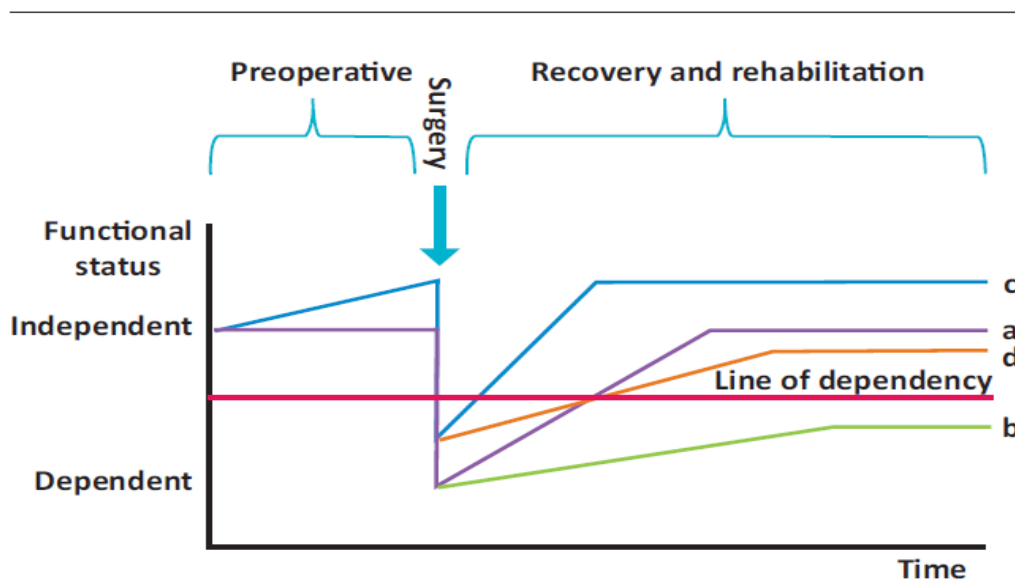 Preoperative
Surgery
Recovery and rehabilitation
Functional
status
Independent
Dependent
Line of dependency
c
a
d
b
Time